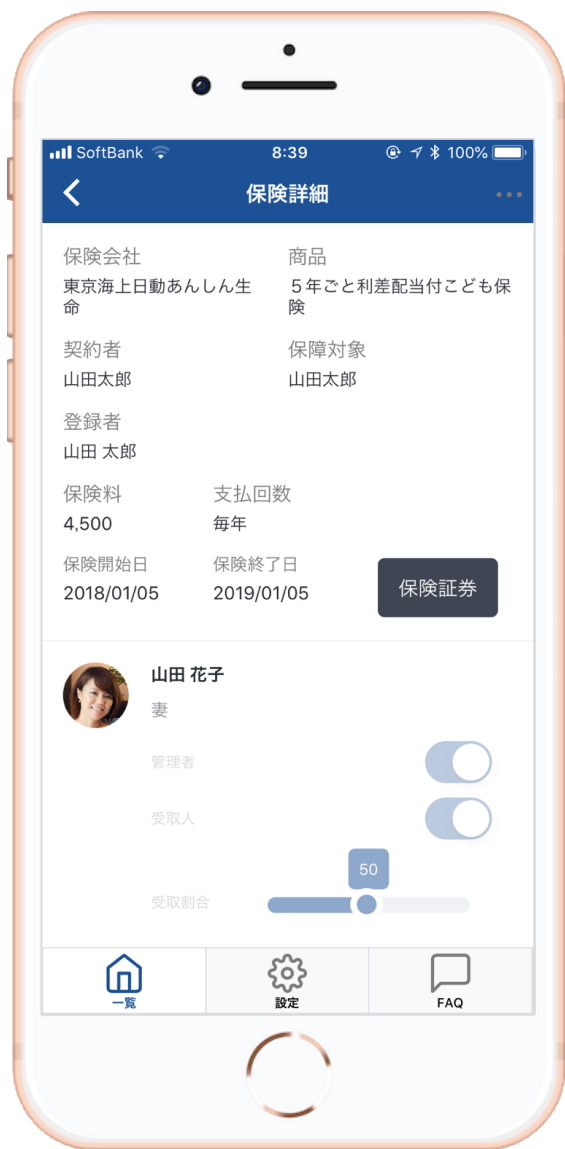 SoftBank 8:39 100%
保険詳細
保険会社 商品
東京海上日動あんしん生 ５年ごと利差配当付こども保
命 険
契約者 保障対象
山田太郎 山田太郎
登録者
山田 太郎
保険料 支払回数
4,500 毎年
保険開始日 保険終了日
2018/01/05 2019/01/05
保険証券
山田 花子
妻
管理者
受取人
50
受取割合
一覧 設定 FAQ